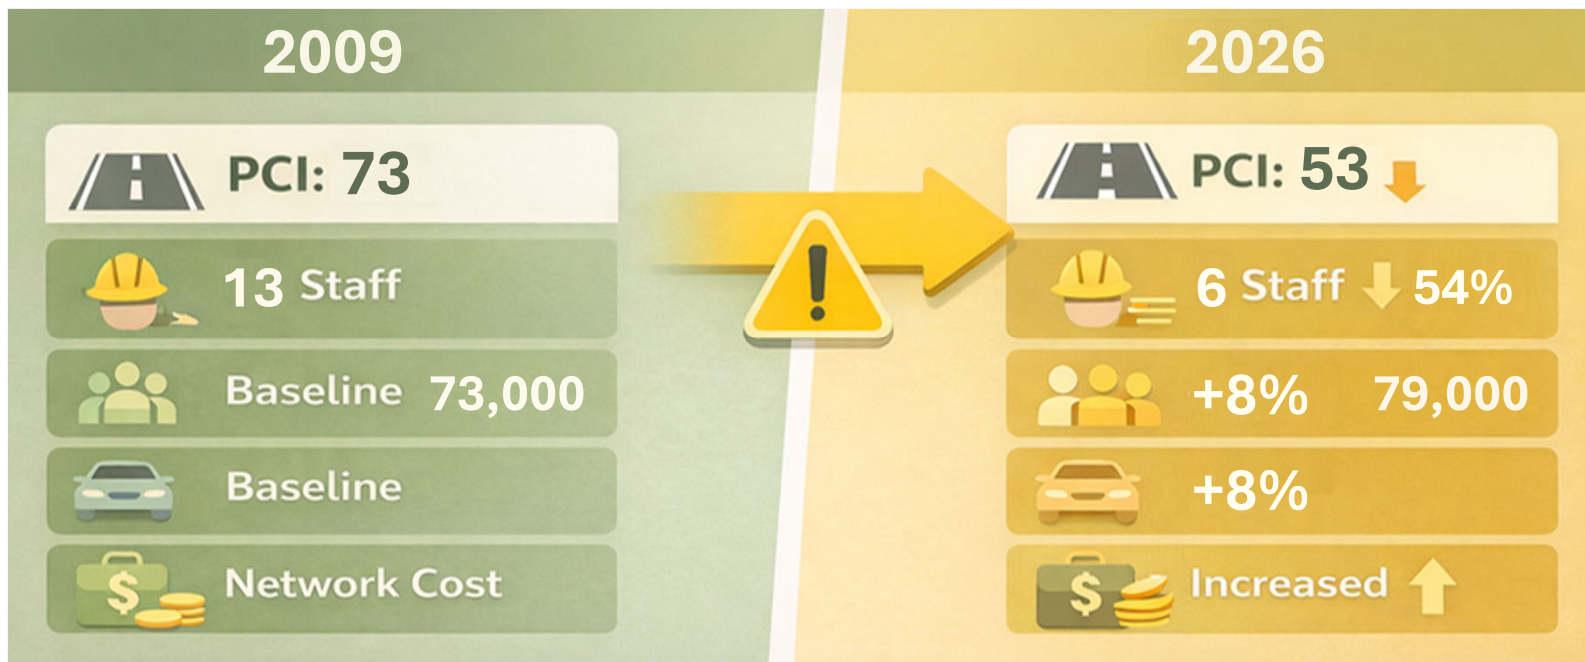 2009
PCI: 73
13 Staff
Baseline 73,000
Baseline
$ Network Cost
!
2026
PCI: 53
6 Staff 54%
+8% 79,000
+8%
$ Increased